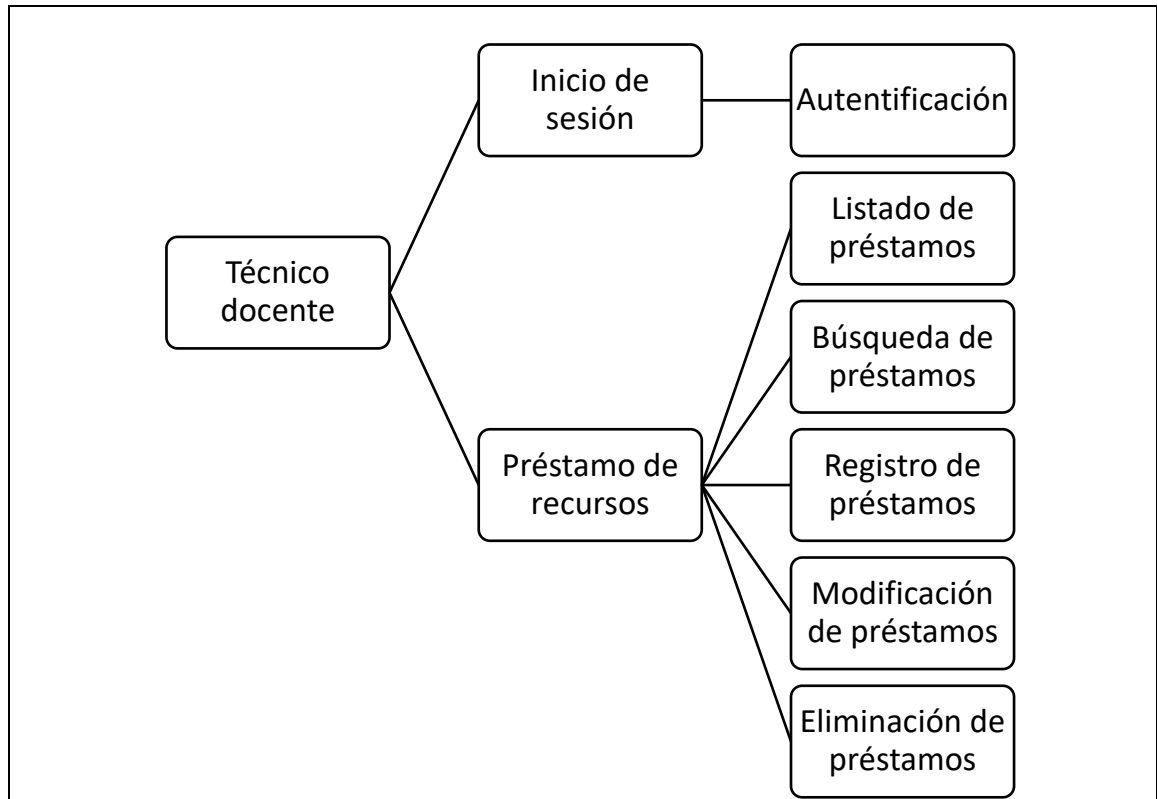 Técnico
docente
Inicio de
sesión
Autentificación
Préstamo de
recursos
Listado de
préstamos
Búsqueda de
préstamos
Registro de
préstamos
Modificación
de préstamos
Eliminación de
préstamos